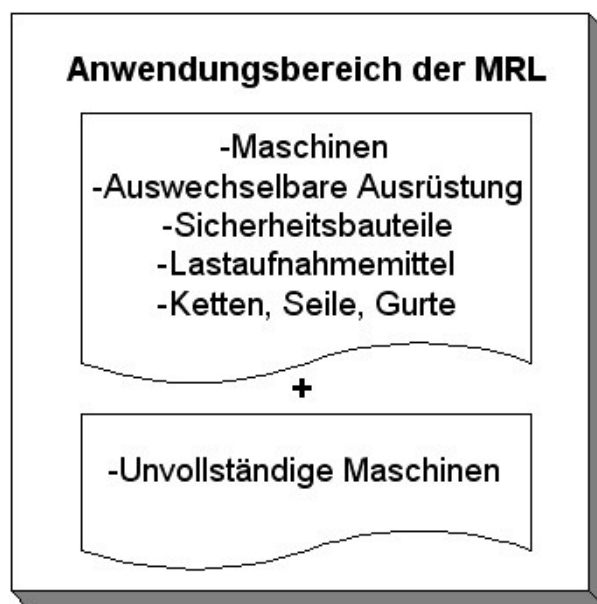 Anwendungsbereich der MRL
-Maschinen
-Auswechselbare Ausrüstung
-Sicherheitsbauteile
-Lastaufnahmemittel
-Ketten, Seile, Gurte
+
-Unvollständige Maschinen